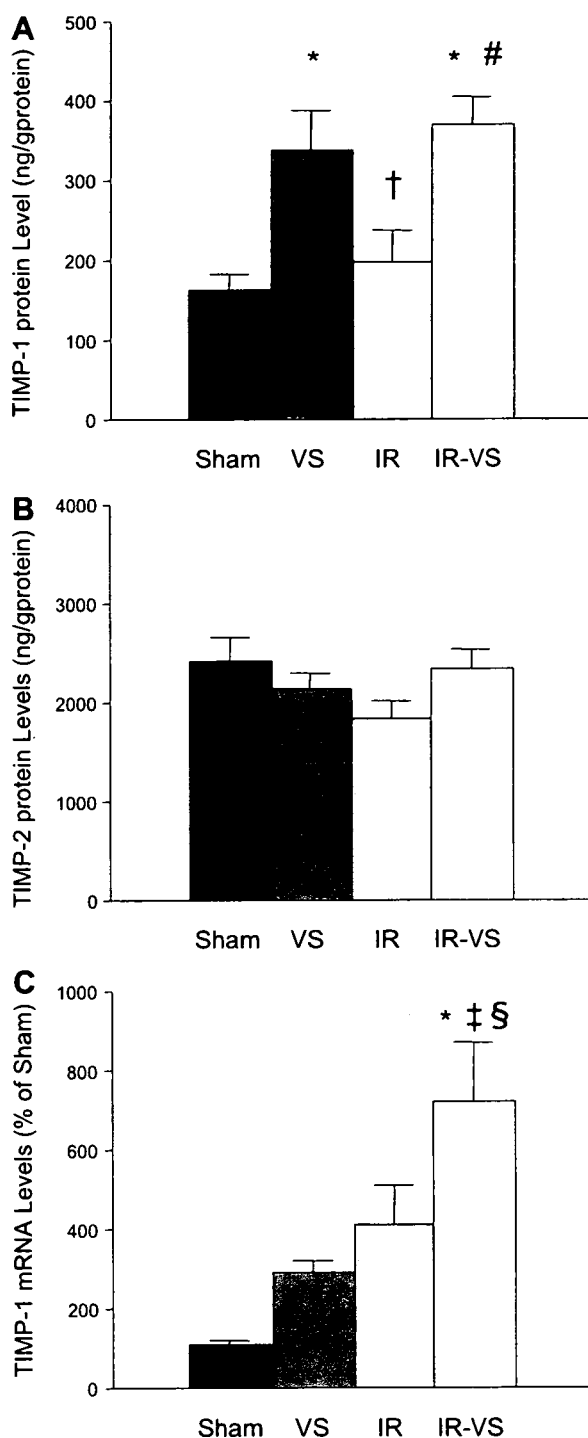 A
TIMP-1 protein Level (ng/gprotein)
500
400
300
200
100
0
*
†
* #
Sham VS IR IR-VS
B
TIMP-2 protein Levels (ng/gprotein)
4000
3000
2000
1000
0
Sham VS IR IR-VS
C
TIMP-1 mRNA Levels (% of Sham)
1000
800
600
400
200
0
* ‡ §
Sham VS IR IR-VS